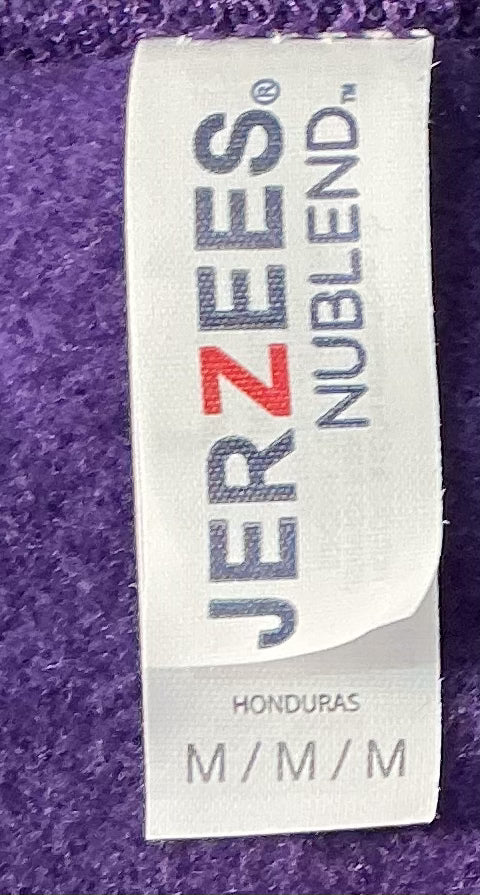 JERZEES®
NUBLEND™
HONDURAS
M / M / M